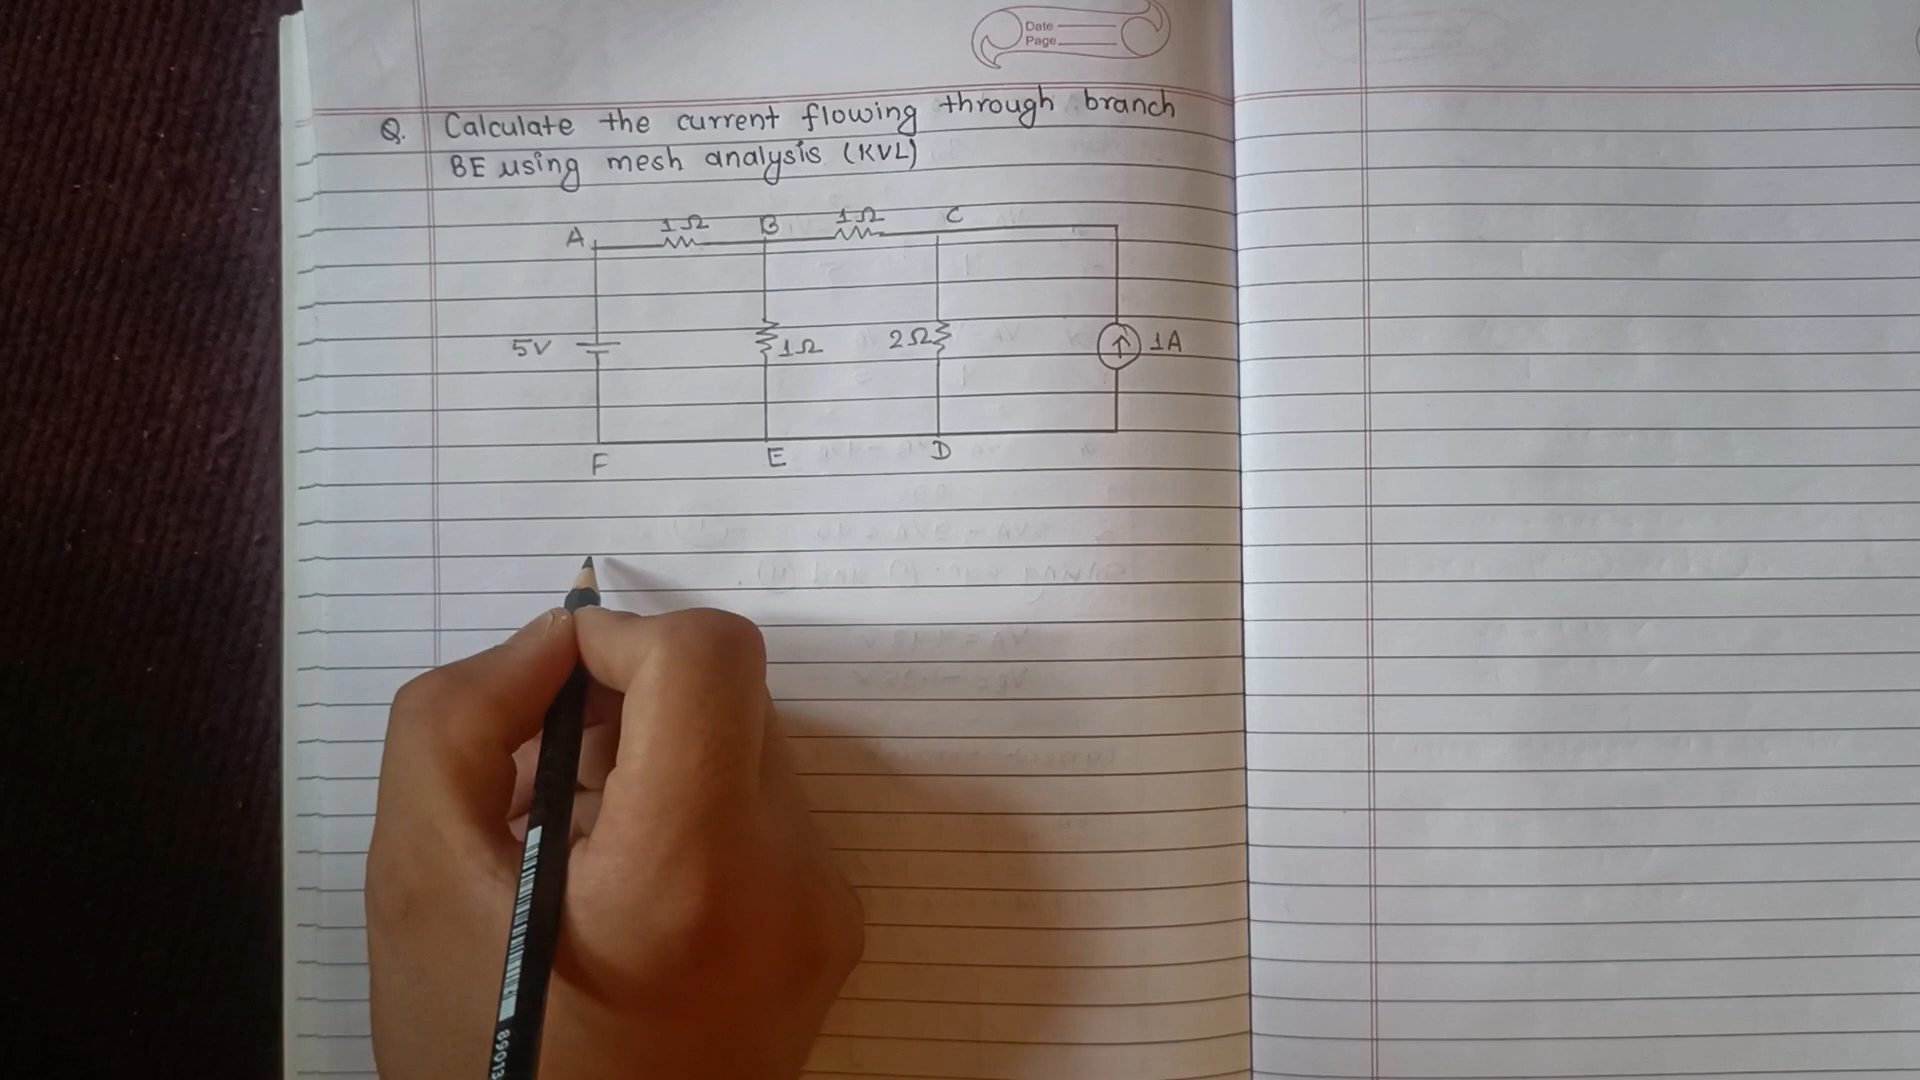 Date
Page
Q. Calculate the current flowing through branch
BE using mesh analysis (KVL)
A 1Ω B 1Ω C
5V 1Ω 2Ω 1A
F E D
89013